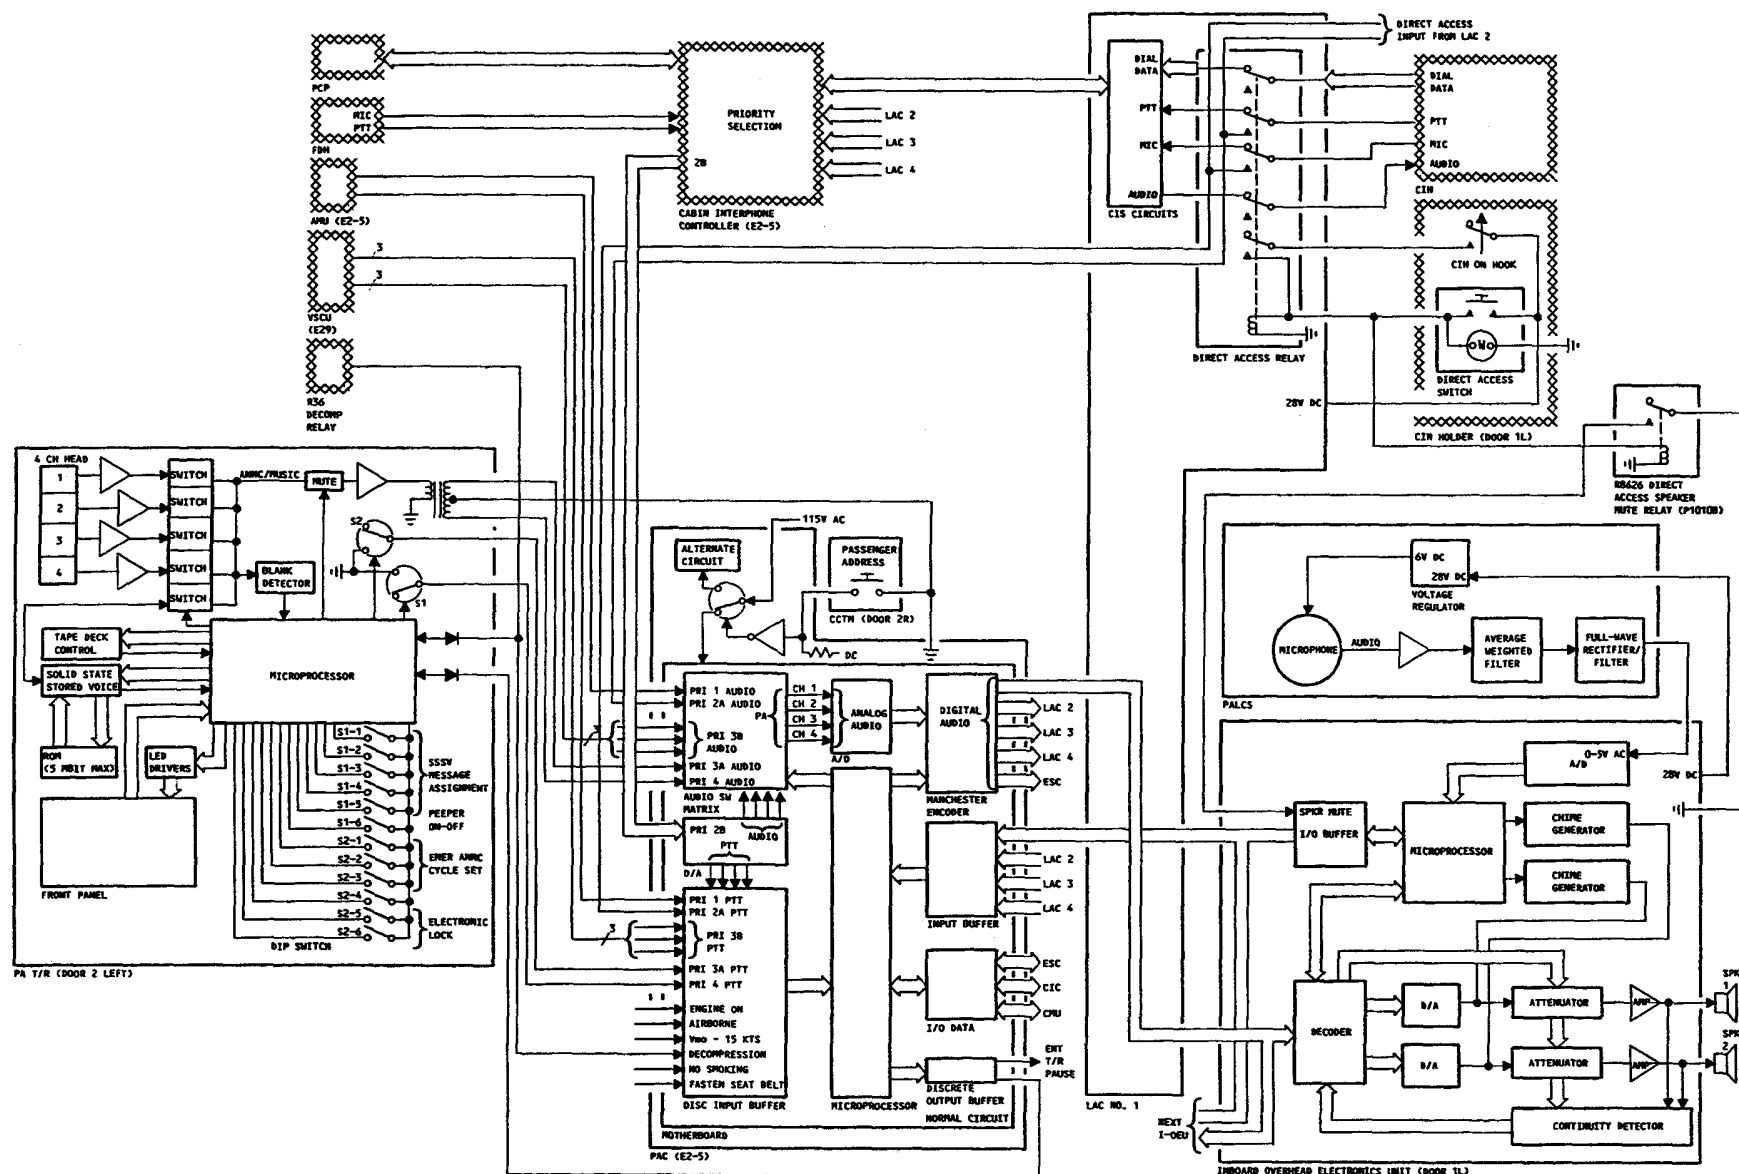 PCP
MIC
PTT
FDH
AMU (E2-5)
3
3
VSCU
(E29)
R36
DECOMP
RELAY
PRIORITY
SELECTION
2B
CABIN INTERPHONE
CONTROLLER (E2-5)
LAC 2
LAC 3
LAC 4
DIRECT ACCESS
INPUT FROM LAC 2
DIAL
DATA
PTT
MIC
AUDIO
CIS CIRCUITS
DIRECT ACCESS RELAY
DIAL
DATA
PTT
MIC
AUDIO
CIH
CIH ON HOOK
W
DIRECT ACCESS
SWITCH
28V DC
CIH HOLDER (DOOR 1L)
R8626 DIRECT
ACCESS SPEAKER
MUTE RELAY (P1010B)
4 CH HEAD
1
2
3
4
SWITCH
SWITCH
SWITCH
SWITCH
SWITCH
ANNC/MUSIC
MUTE
BLANK
DETECTOR
S2
S1
TAPE DECK
CONTROL
SOLID STATE
STORED VOICE
MICROPROCESSOR
ROM
(5 MBIT MAX)
LED
DRIVERS
FRONT PANEL
S1-1
S1-2
S1-3
S1-4
S1-5
S1-6
S2-1
S2-2
S2-3
S2-4
S2-5
S2-6
SSSV
MESSAGE
ASSIGNMENT
PEEPER
ON-OFF
EMER ANNC
CYCLE SET
ELECTRONIC
LOCK
DIP SWITCH
PA T/R (DOOR 2 LEFT)
115V AC
ALTERNATE
CIRCUIT
PASSENGER
ADDRESS
CCTM (DOOR 2R)
DC
PRI 1 AUDIO
PRI 2A AUDIO
3
PRI 3B
AUDIO
PRI 3A AUDIO
PRI 4 AUDIO
PA
AUDIO SW
MATRIX
CH 1
CH 2
CH 3
CH 4
ANALOG
AUDIO
A/D
DIGITAL
AUDIO
MANCHESTER
ENCODER
LAC 2
LAC 3
LAC 4
ESC
PRI 2B
AUDIO
PTT
D/A
PRI 1 PTT
PRI 2A PTT
3
PRI 3B
PTT
PRI 3A PTT
PRI 4 PTT
ENGINE ON
AIRBORNE
Vmo - 15 KTS
DECOMPRESSION
NO SMOKING
FASTEN SEAT BELT
DISC INPUT BUFFER
MICROPROCESSOR
INPUT BUFFER
LAC 2
LAC 3
LAC 4
I/O DATA
ESC
CIC
CMU
ENT
T/R
PAUSE
DISCRETE
OUTPUT BUFFER
NORMAL CIRCUIT
MOTHERBOARD
PAC (E2-5)
LAC NO. 1
NEXT
I-OEU
6V DC
28V DC
VOLTAGE
REGULATOR
MICROPHONE
AUDIO
AVERAGE
WEIGHTED
FILTER
FULL-WAVE
RECTIFIER/
FILTER
PALCS
0-5V AC
A/D
28V DC
SPKR MUTE
I/O BUFFER
MICROPROCESSOR
CHIME
GENERATOR
CHIME
GENERATOR
DECODER
D/A
D/A
ATTENUATOR
ATTENUATOR
AMP
AMP
SPK
1
SPK
2
CONTINUITY DETECTOR
INBOARD OVERHEAD ELECTRONICS UNIT (DOOR 1L)